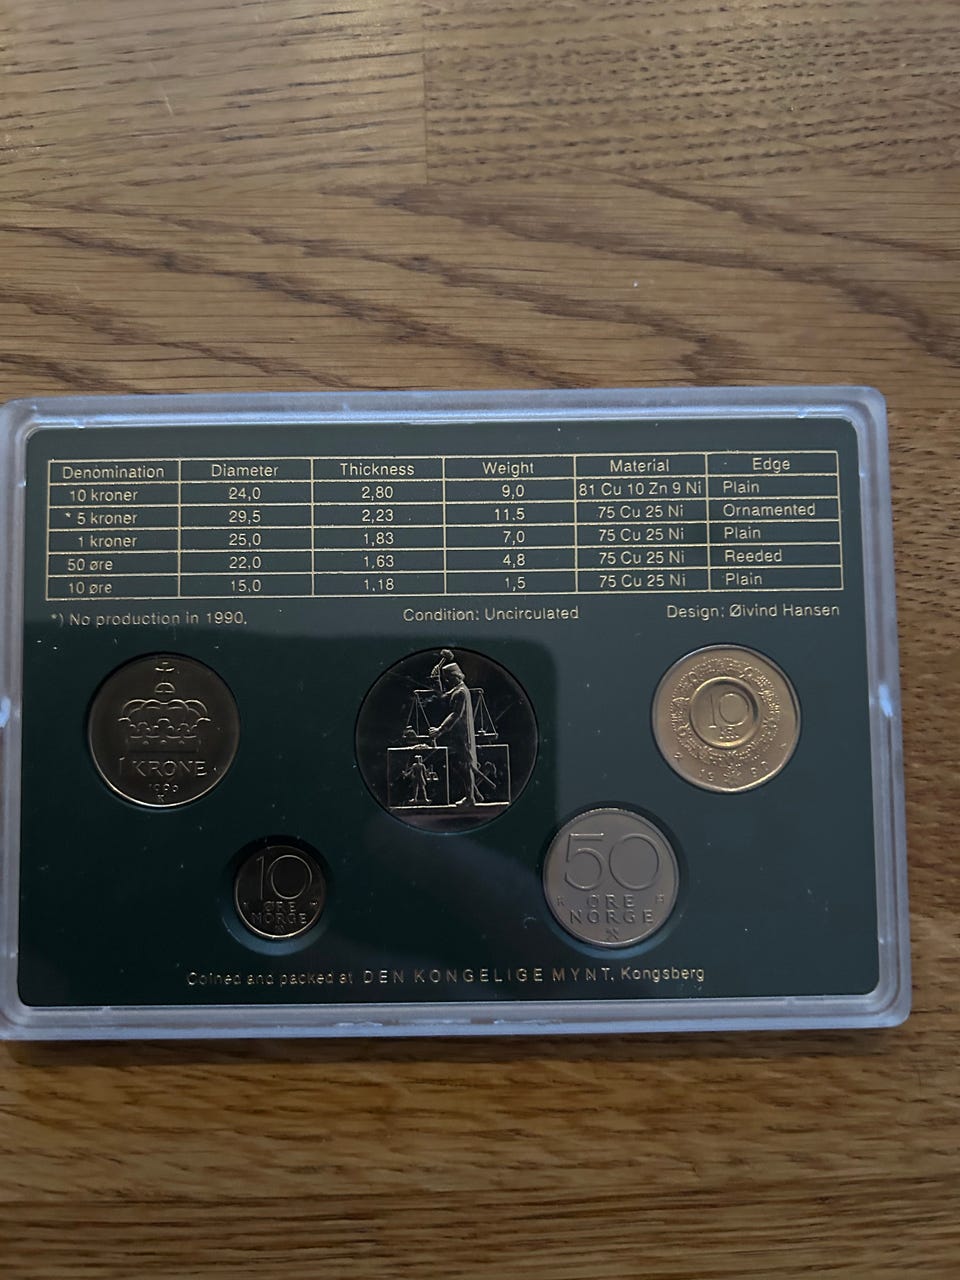 Denomination Diameter Thickness Weight Material Edge
10 kroner 24,0 2,80 9,0 81 Cu 10 Zn 9 Ni Plain
* 5 kroner 29,5 2,23 11.5 75 Cu 25 Ni Ornamented
1 kroner 25,0 1,83 7,0 75 Cu 25 Ni Plain
50 øre 22,0 1,63 4,8 75 Cu 25 Ni Reeded
10 øre 15,0 1,18 1,5 75 Cu 25 Ni Plain
*) No production in 1990, Condition: Uncirculated Design: Øivind Hansen
1 KRONE
1990
K
10
KR
10
ØRE
NORGE
50
ØRE
NORGE
Coined and packed at DEN KONGELIGE MYNT, Kongsberg